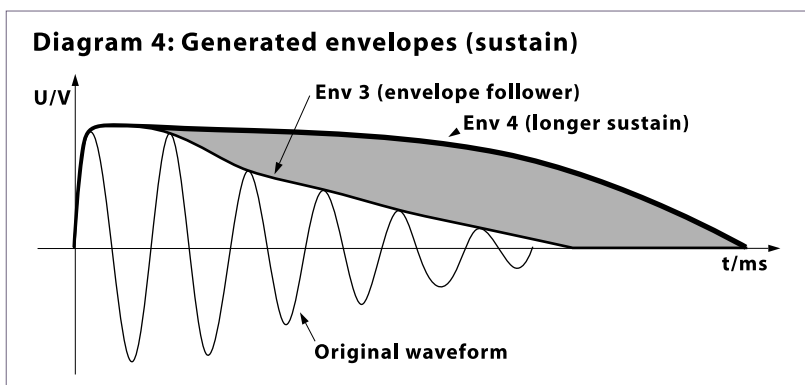 Diagram 4: Generated envelopes (sustain)
U/V
Env 3 (envelope follower)
Env 4 (longer sustain)
t/ms
Original waveform